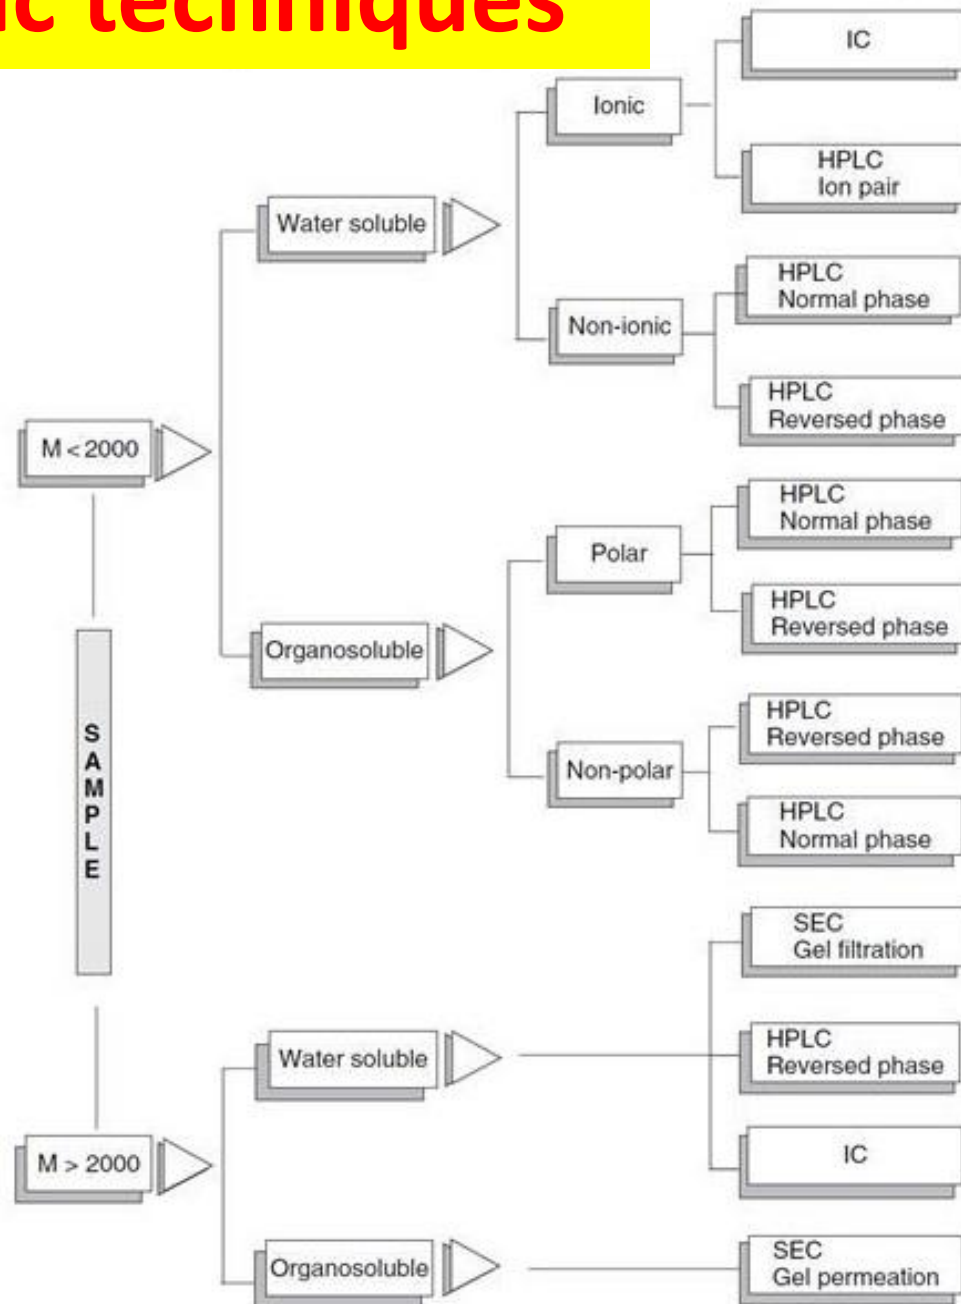 ic techniques
IC
Ionic
HPLC
Ion pair
Water soluble
HPLC
Normal phase
Non-ionic
HPLC
Reversed phase
M < 2000
HPLC
Normal phase
Polar
HPLC
Reversed phase
Organosoluble
HPLC
Reversed phase
Non-polar
HPLC
Normal phase
SAMPLE
SEC
Gel filtration
Water soluble
HPLC
Reversed phase
IC
M > 2000
SEC
Gel permeation
Organosoluble